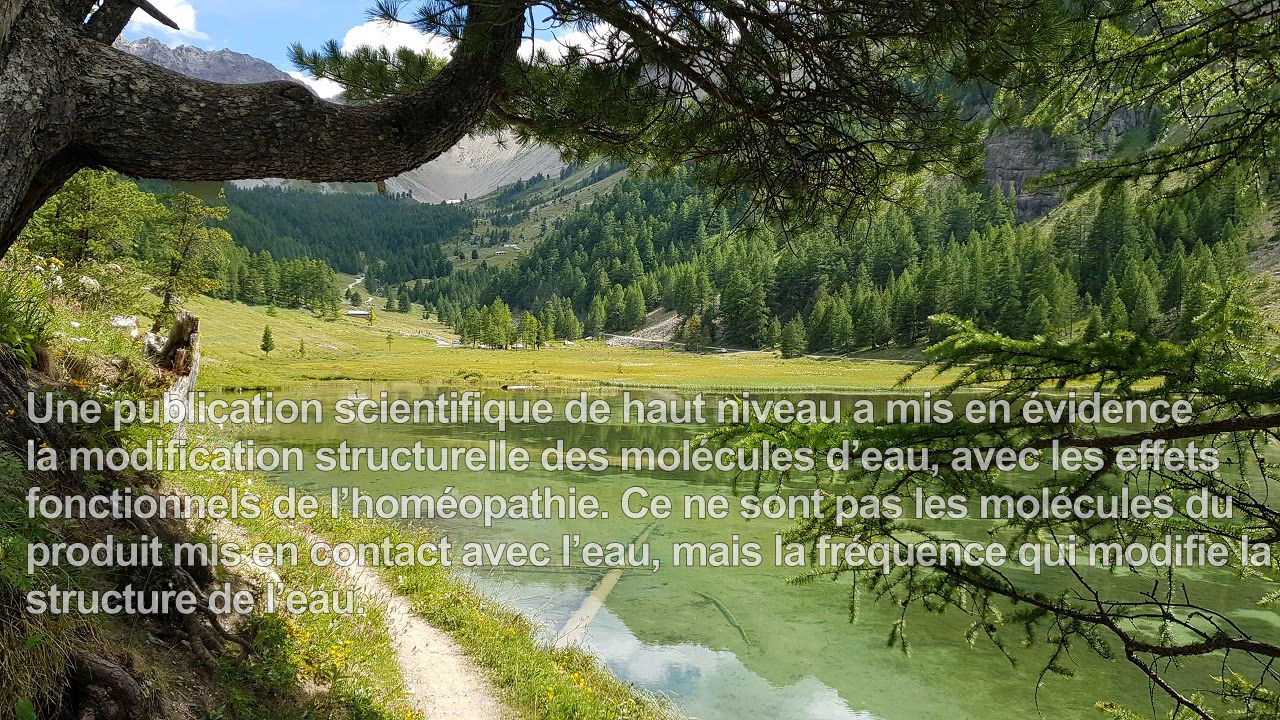 Une publication scientifique de haut niveau a mis en évidence
la modification structurelle des molécules d’eau, avec les effets
fonctionnels de l’homéopathie. Ce ne sont pas les molécules du
produit mis en contact avec l’eau, mais la fréquence qui modifie la
structure de l’eau.